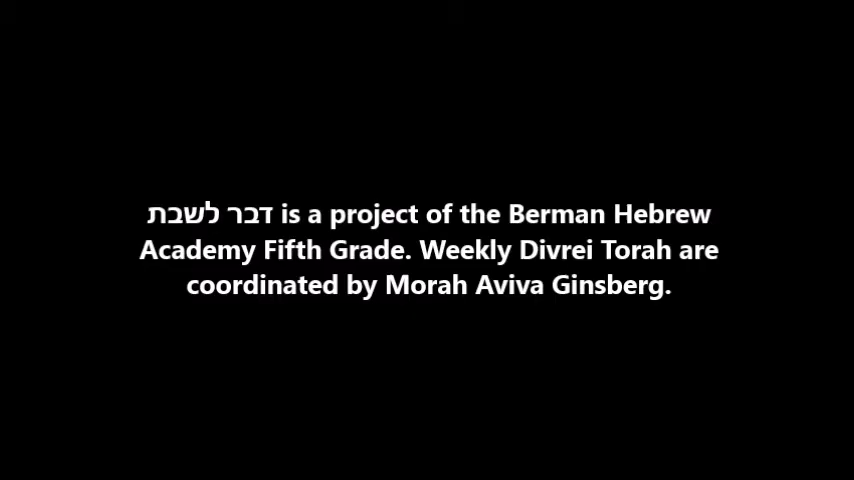 דבר לשבת is a project of the Berman Hebrew
Academy Fifth Grade. Weekly Divrei Torah are
coordinated by Morah Aviva Ginsberg.